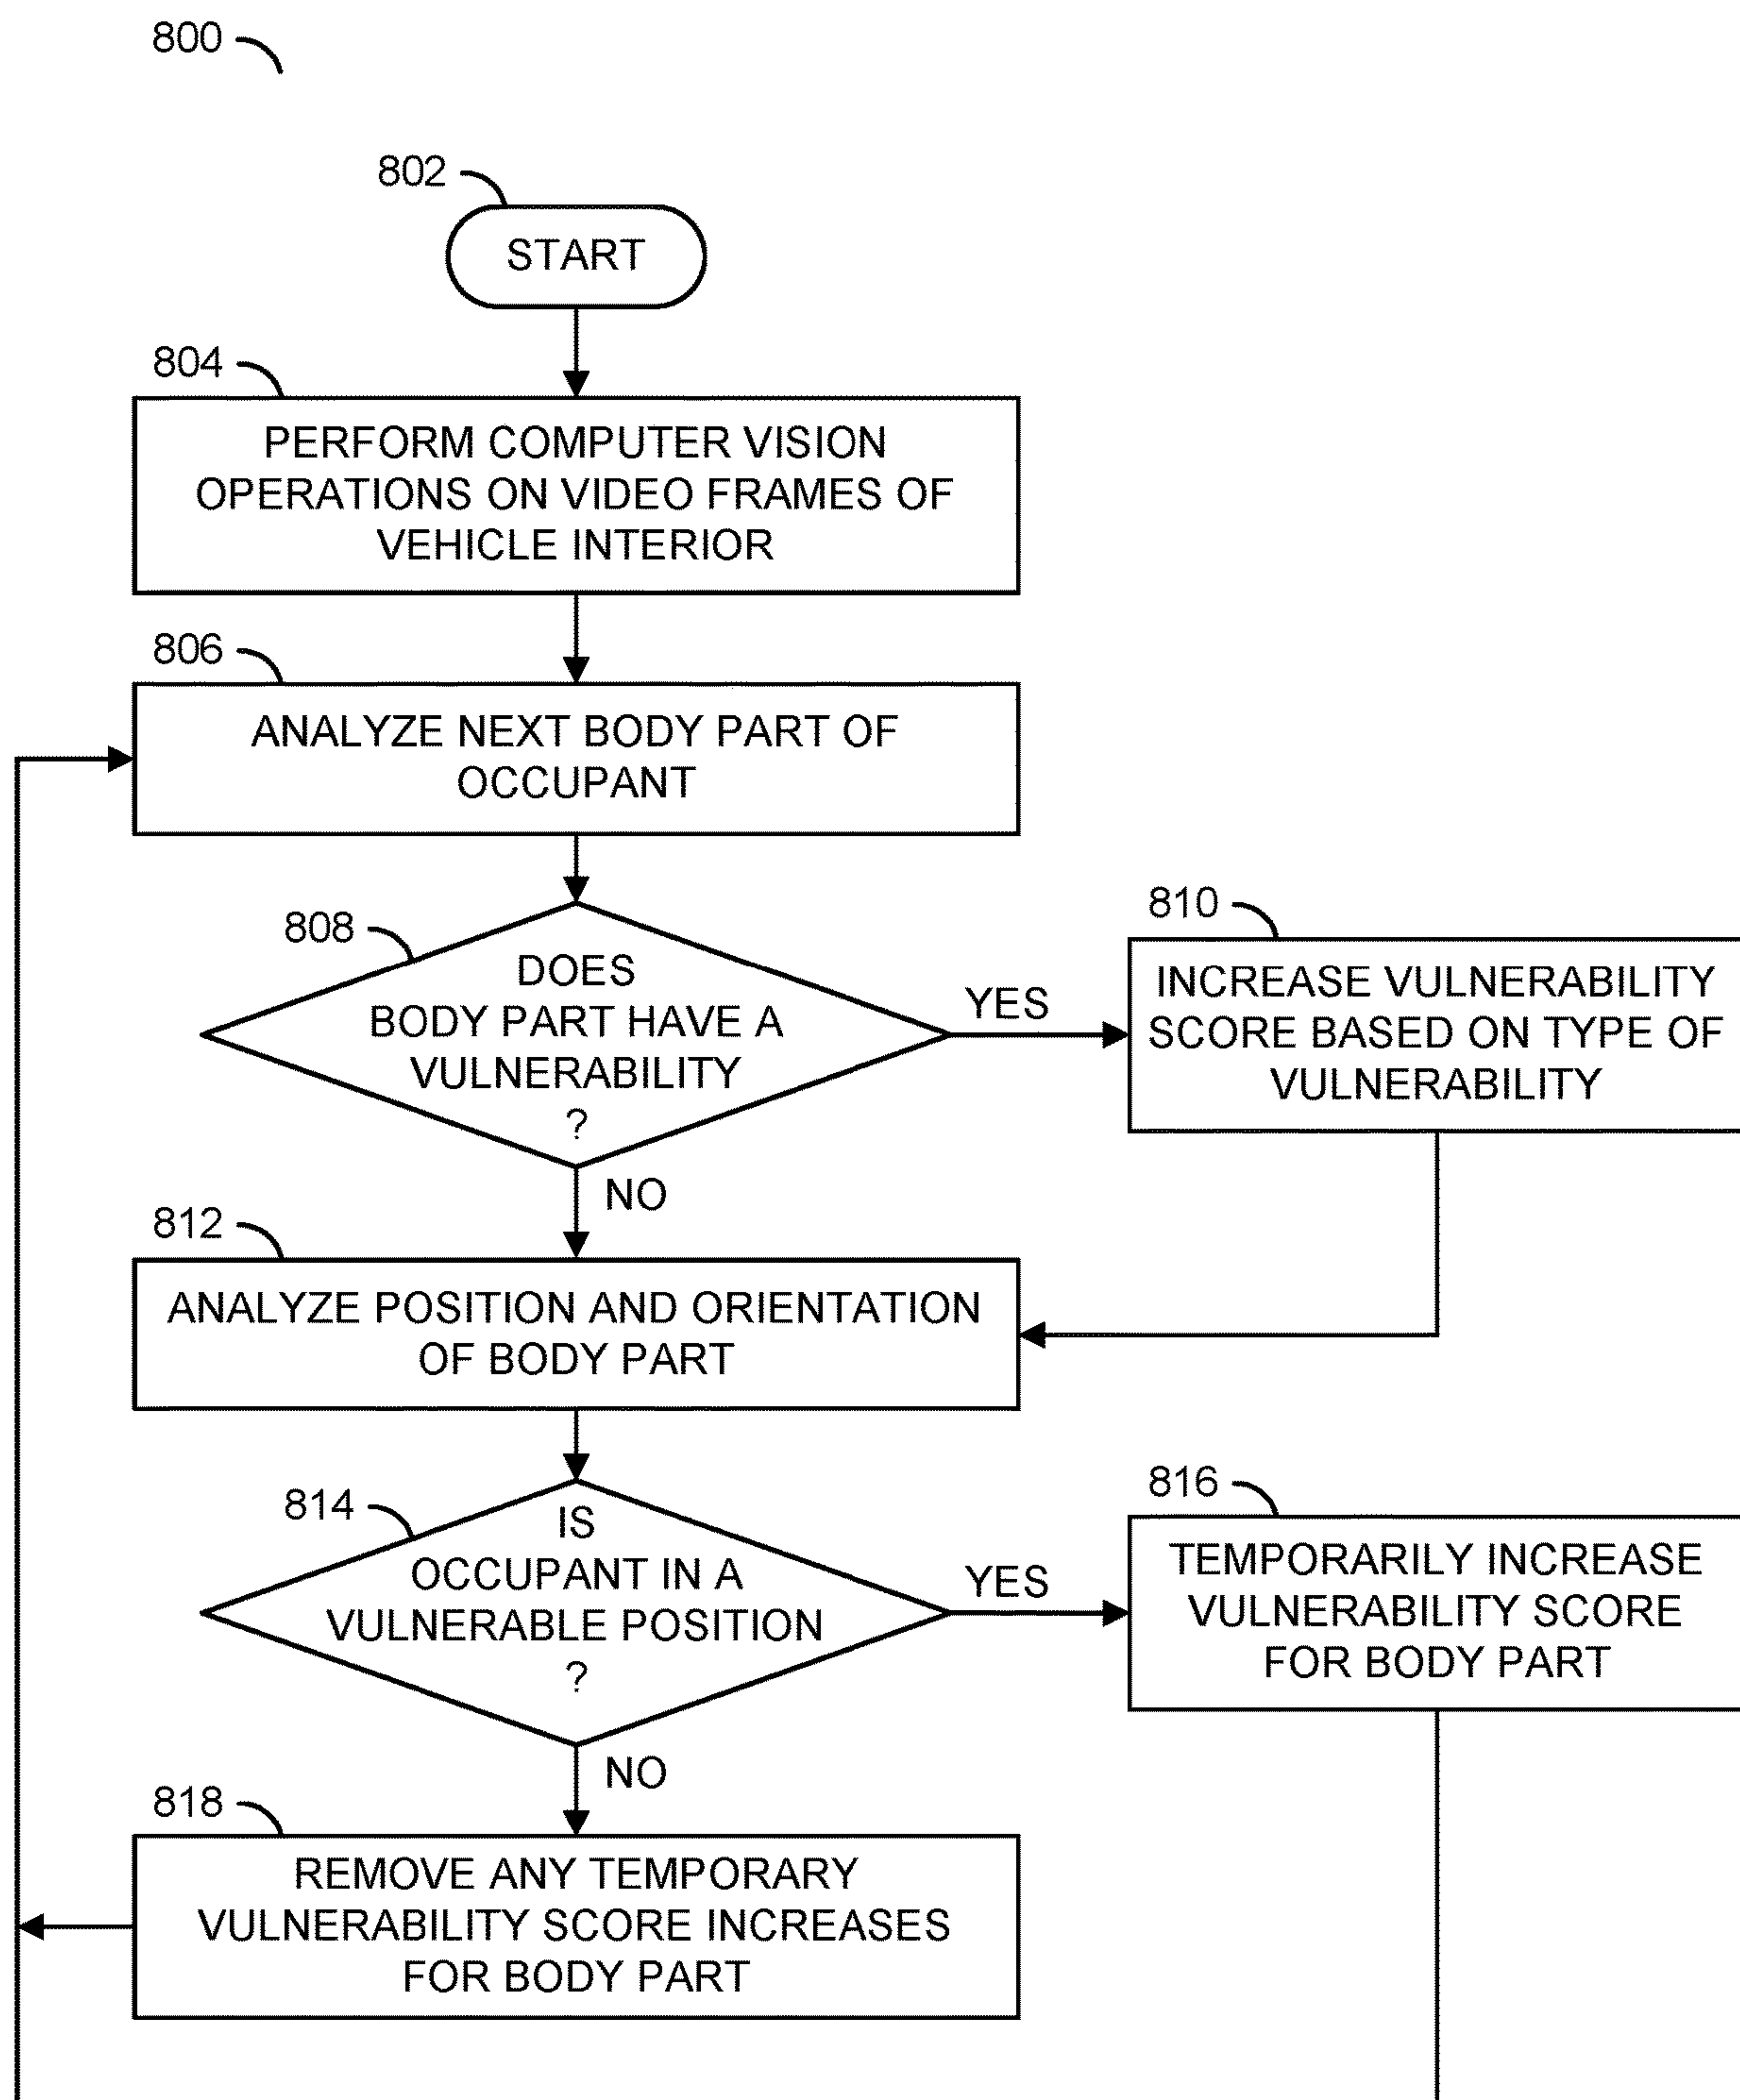 800
802
START
804
PERFORM COMPUTER VISION
OPERATIONS ON VIDEO FRAMES OF
VEHICLE INTERIOR
806
ANALYZE NEXT BODY PART OF
OCCUPANT
808
DOES
BODY PART HAVE A
VULNERABILITY
?
YES
810
INCREASE VULNERABILITY
SCORE BASED ON TYPE OF
VULNERABILITY
NO
812
ANALYZE POSITION AND ORIENTATION
OF BODY PART
814
IS
OCCUPANT IN A
VULNERABLE POSITION
?
YES
816
TEMPORARILY INCREASE
VULNERABILITY SCORE
FOR BODY PART
NO
818
REMOVE ANY TEMPORARY
VULNERABILITY SCORE INCREASES
FOR BODY PART